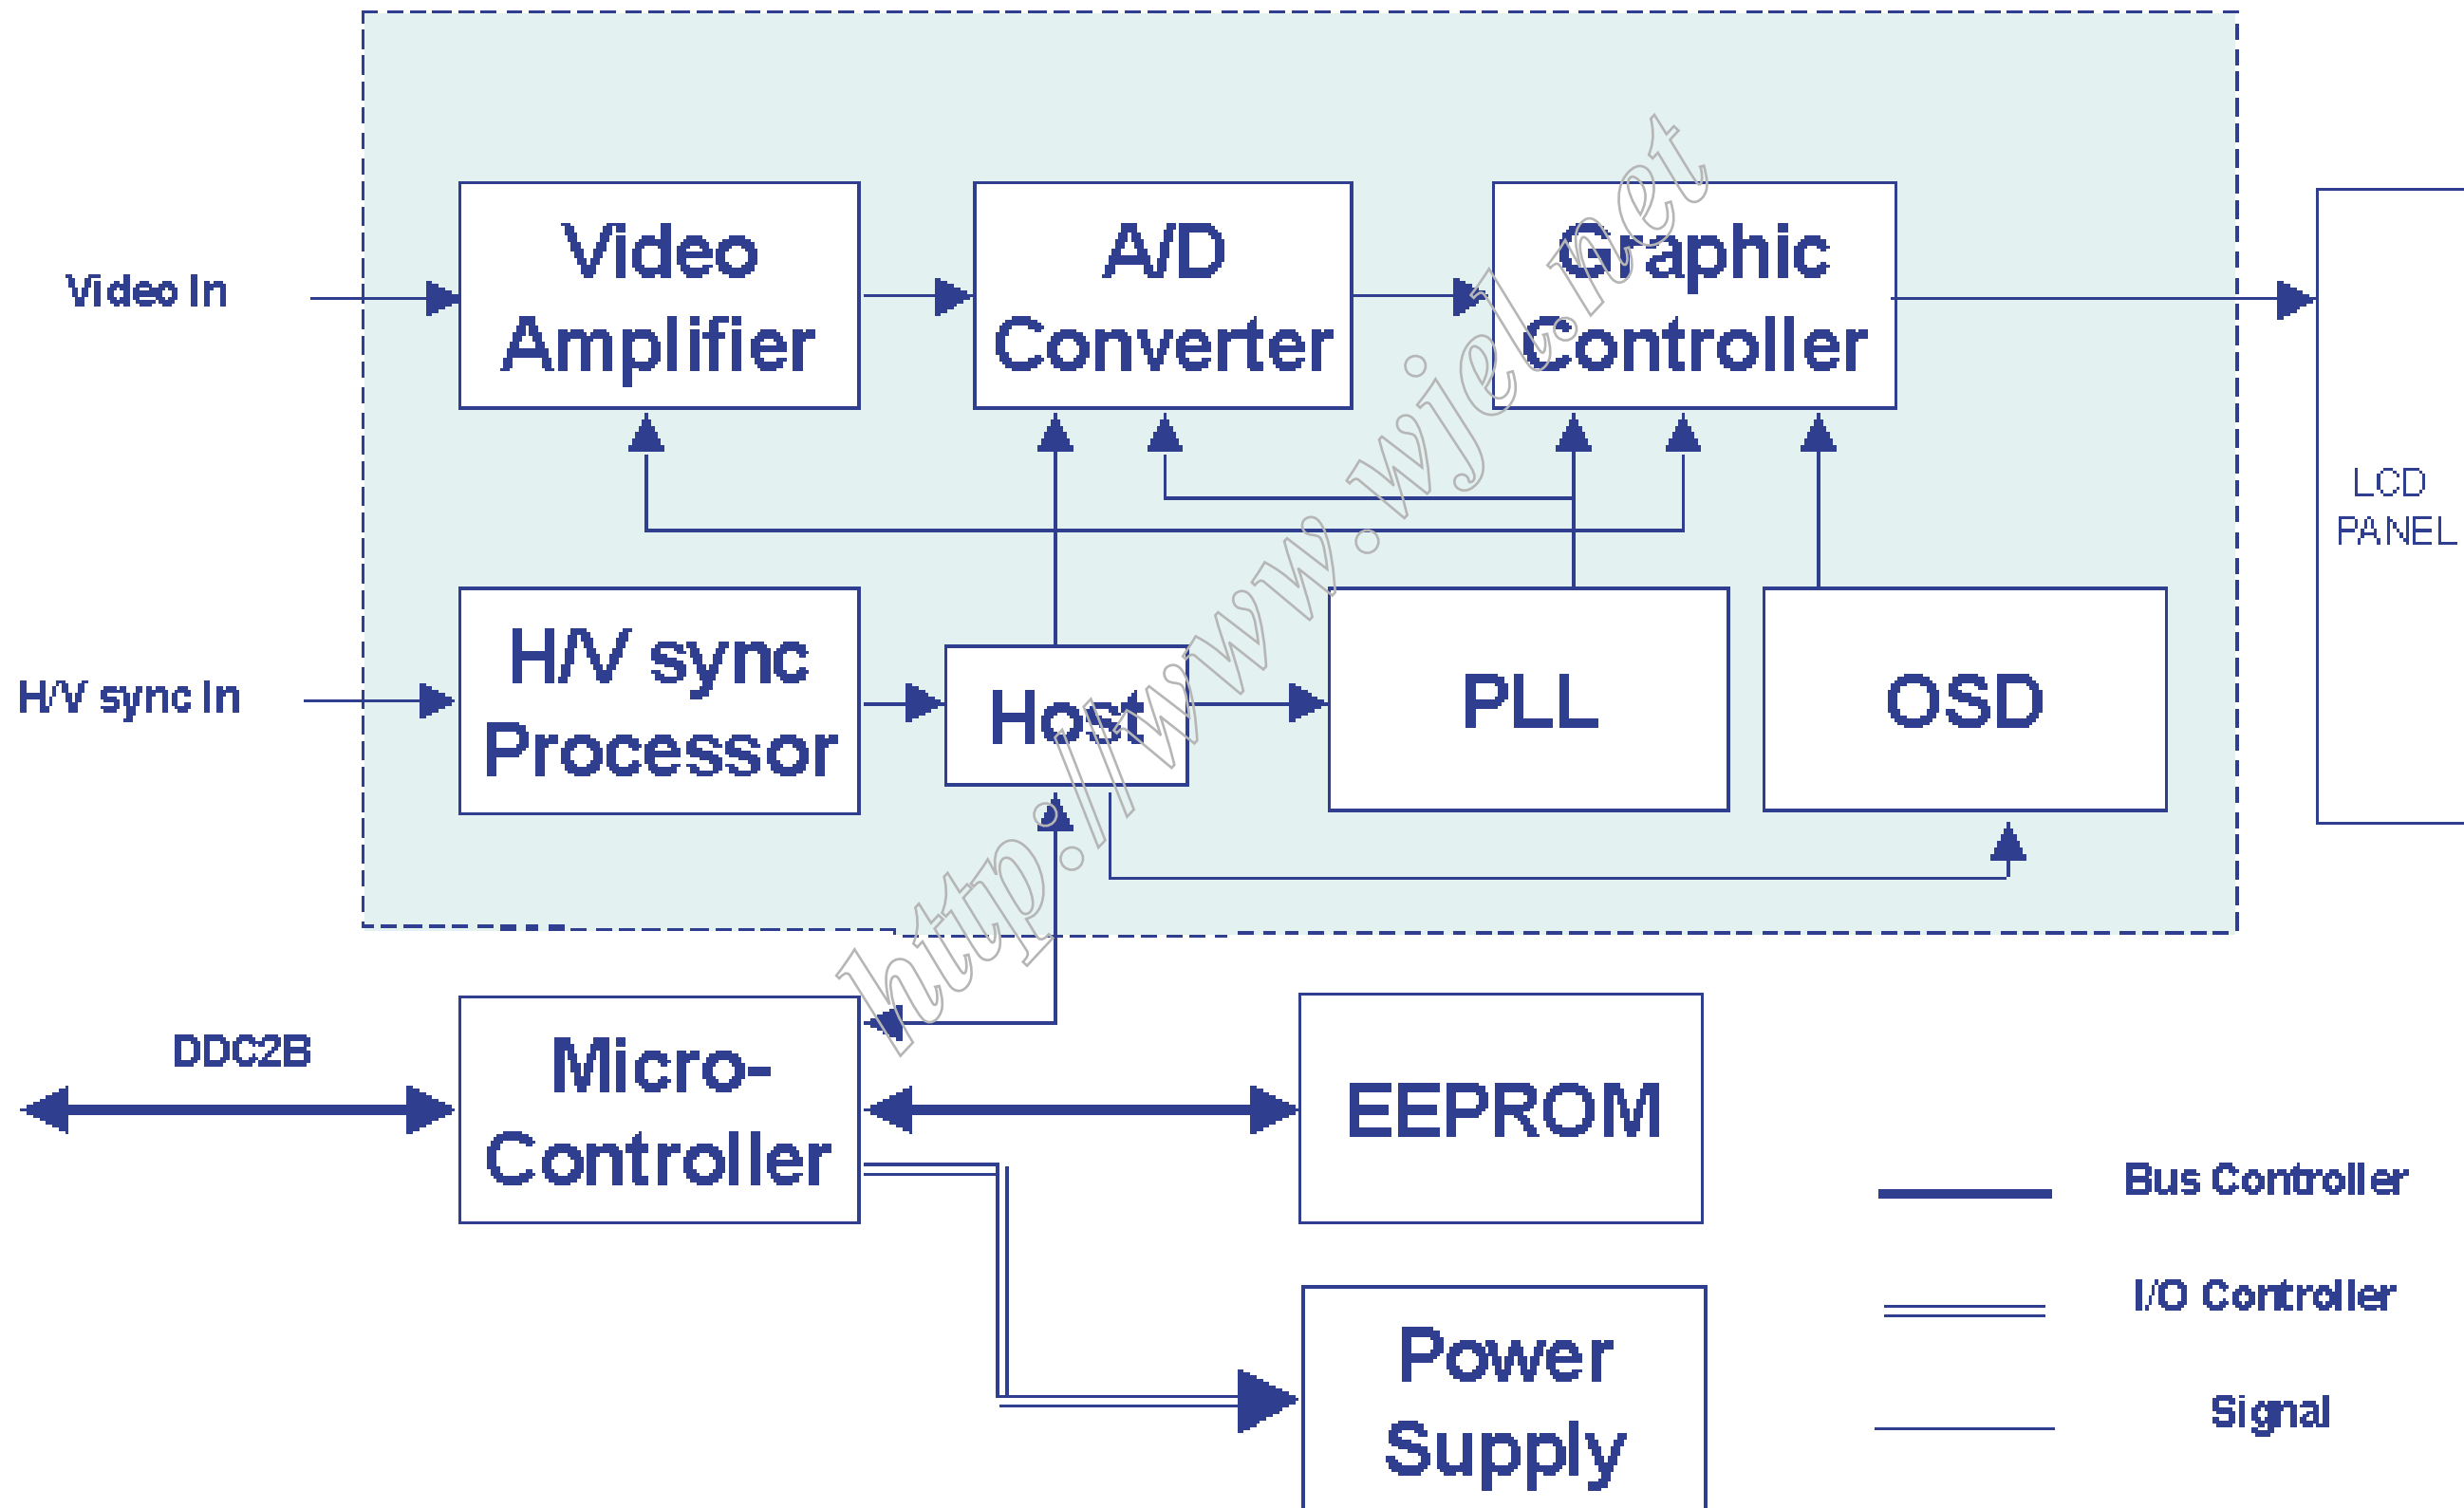 Video In
Video
Amplifier
A/D
Converter
Graphic
Controller
LCD
PANEL
H/V sync In
H/V sync
Processor
Host
PLL
OSD
http://www.wjel.net
DDC2B
Micro-
Controller
EEPROM
Power
Supply
Bus Controller
I/O Controller
Signal